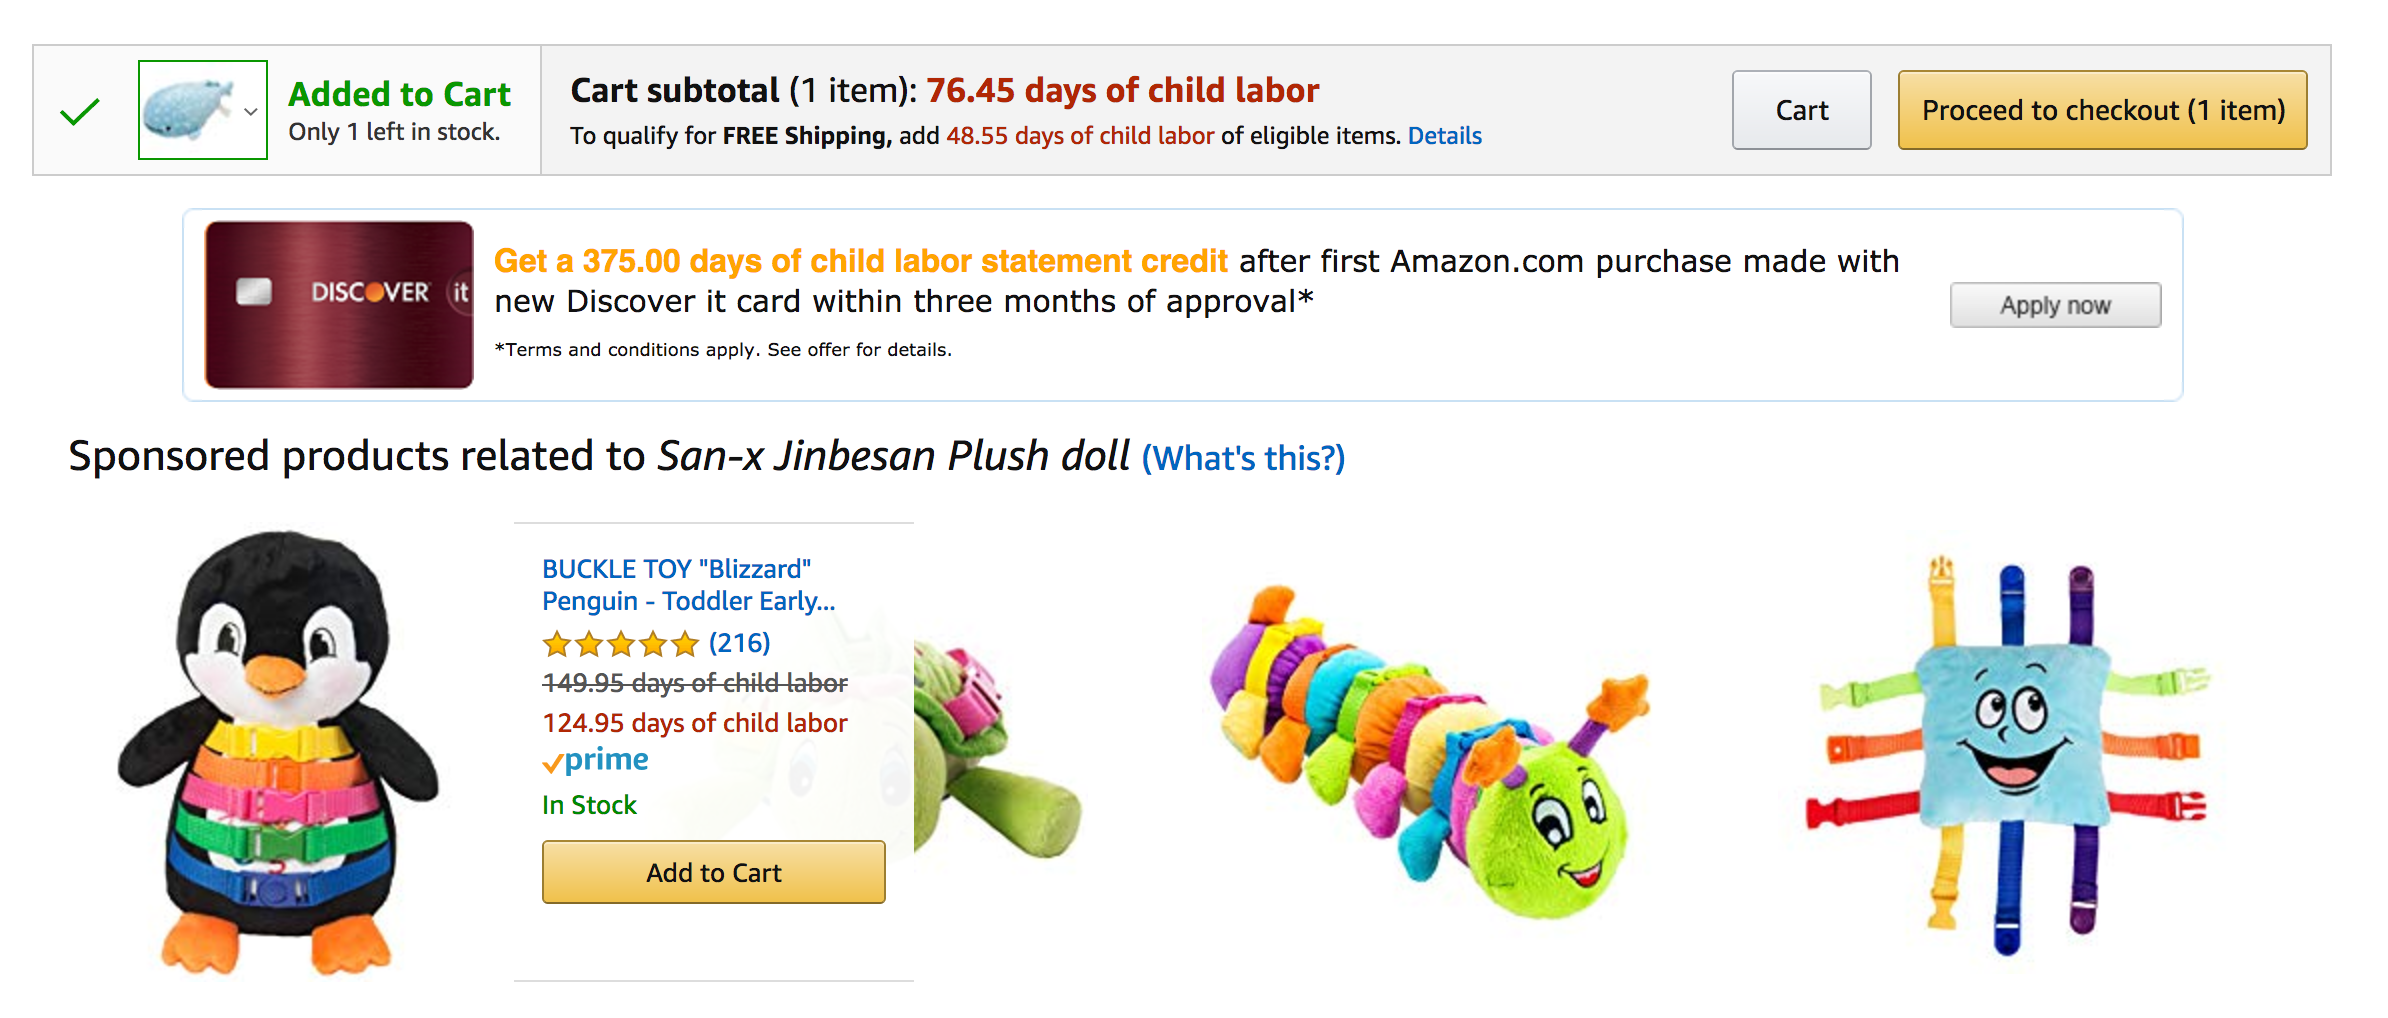 Added to Cart
Only 1 left in stock.
Cart subtotal (1 item): 76.45 days of child labor
To qualify for FREE Shipping, add 48.55 days of child labor of eligible items. Details
Cart
Proceed to checkout (1 item)
DISCOVER it
Get a 375.00 days of child labor statement credit after first Amazon.com purchase made with
new Discover it card within three months of approval*
*Terms and conditions apply. See offer for details.
Apply now
Sponsored products related to San-x Jinbesan Plush doll (What's this?)
BUCKLE TOY "Blizzard"
Penguin - Toddler Early...
(216)
149.95 days of child labor
124.95 days of child labor
prime
In Stock
Add to Cart